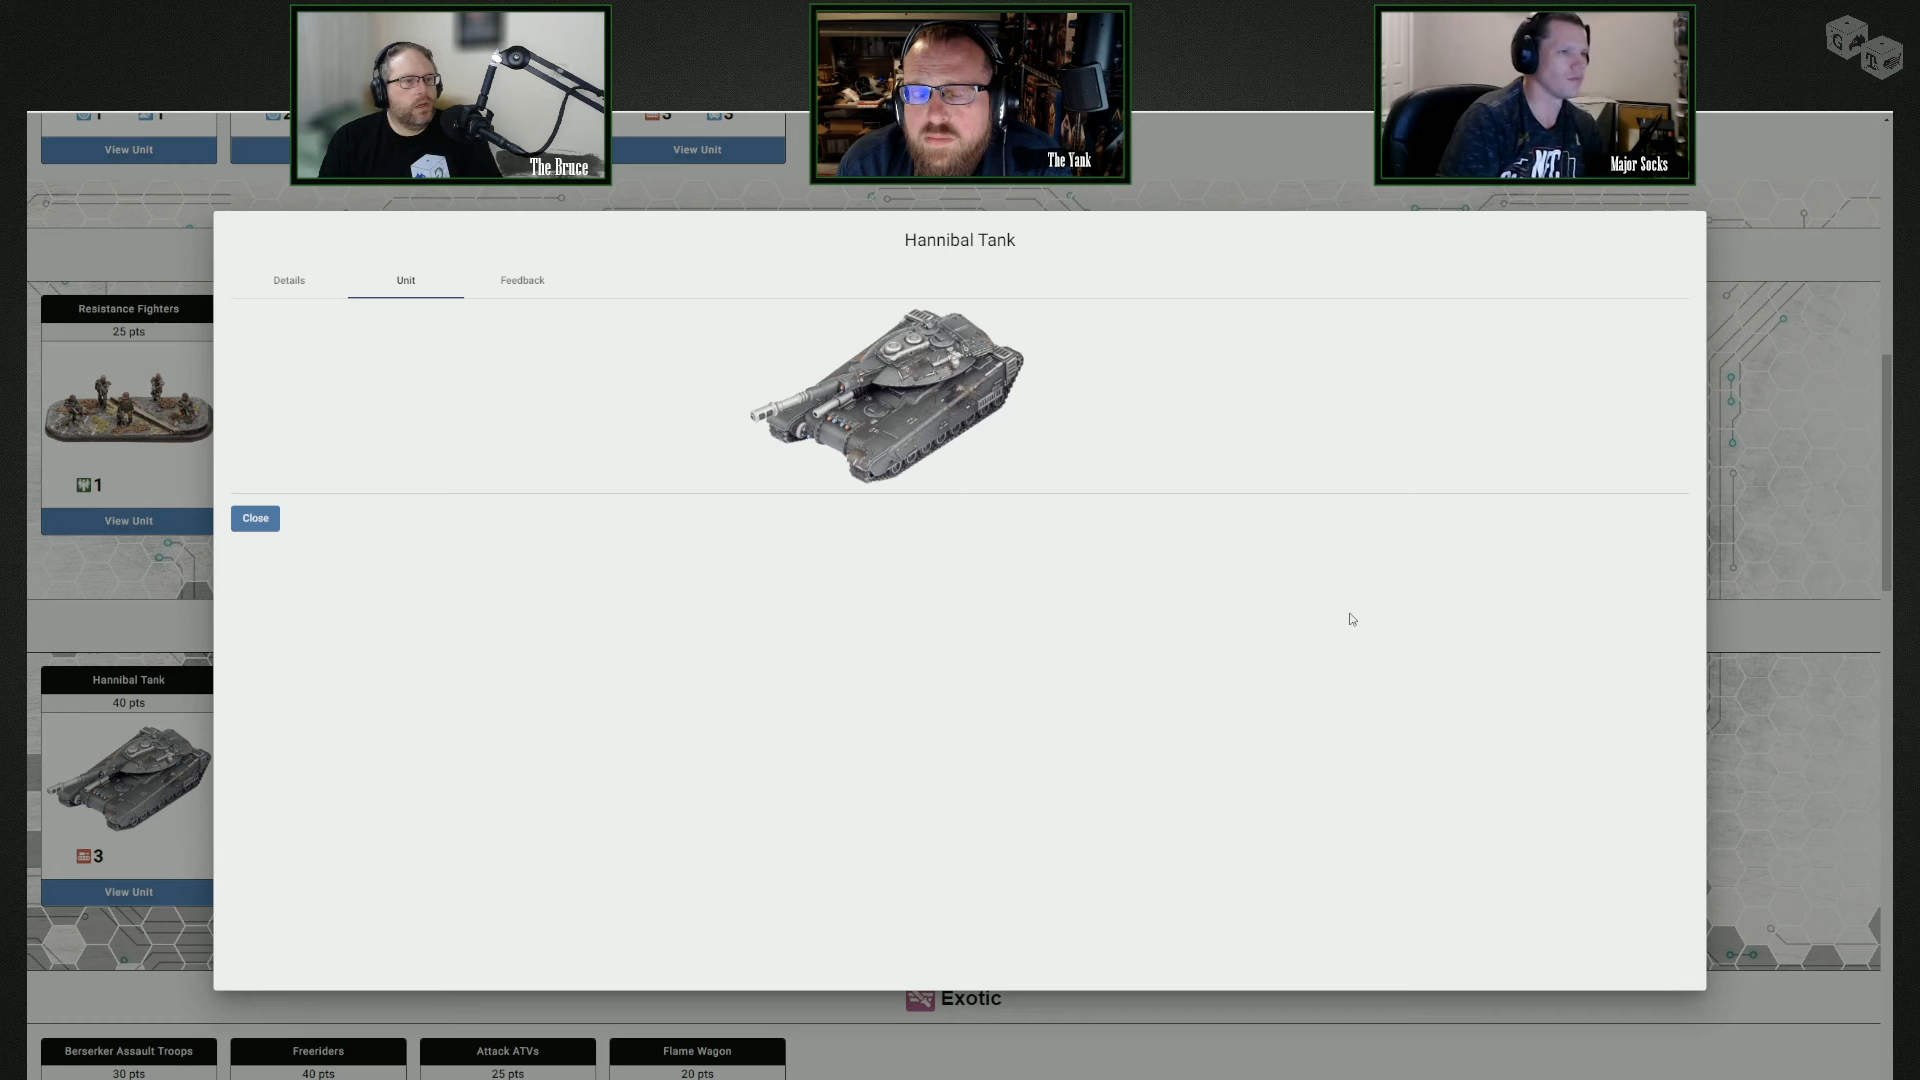 The Bruce
The Yank
Major Socks
G
T
View Unit
View Unit
Hannibal Tank
Details
Unit
Feedback
Close
Resistance Fighters
25 pts
1
View Unit
Hannibal Tank
40 pts
3
View Unit
Exotic
Berserker Assault Troops
Freeriders
Attack ATVs
Flame Wagon
30 pts
40 pts
25 pts
20 pts